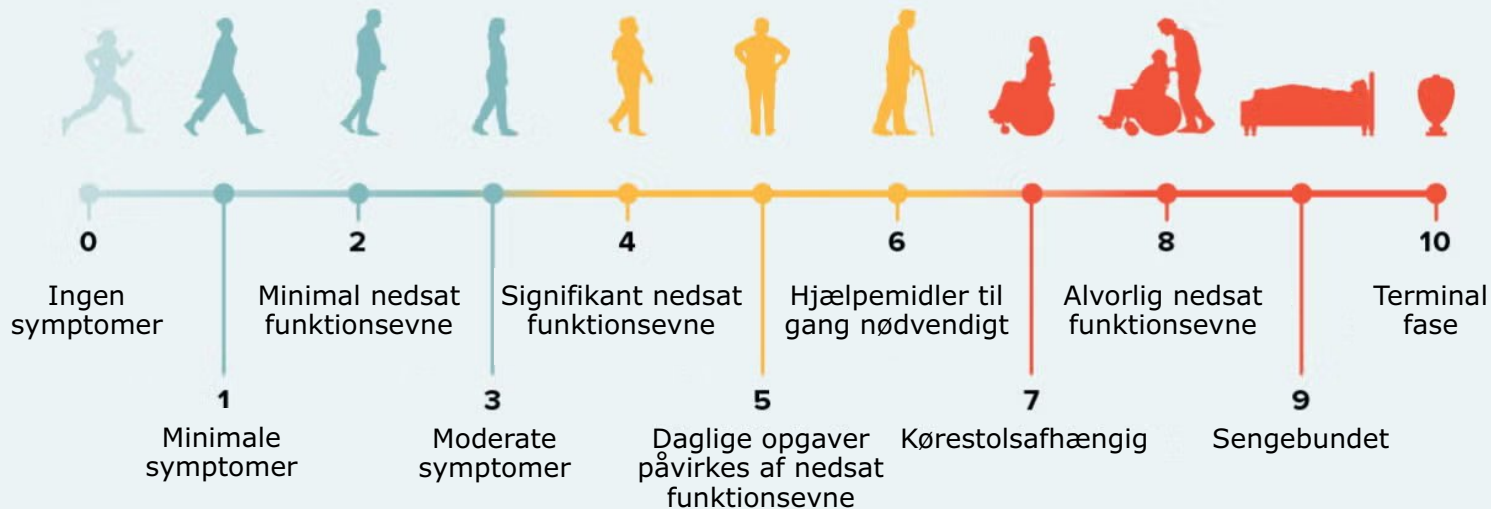 0
Ingen
symptomer
1
Minimale
symptomer
2
Minimal nedsat
funktionsevne
3
Moderate
symptomer
4
Signifikant nedsat
funktionsevne
5
Daglige opgaver
påvirkes af nedsat
funktionsevne
6
Hjælpemidler til
gang nødvendigt
7
Kørestolsafhængig
8
Alvorlig nedsat
funktionsevne
9
Sengebundet
10
Terminal
fase